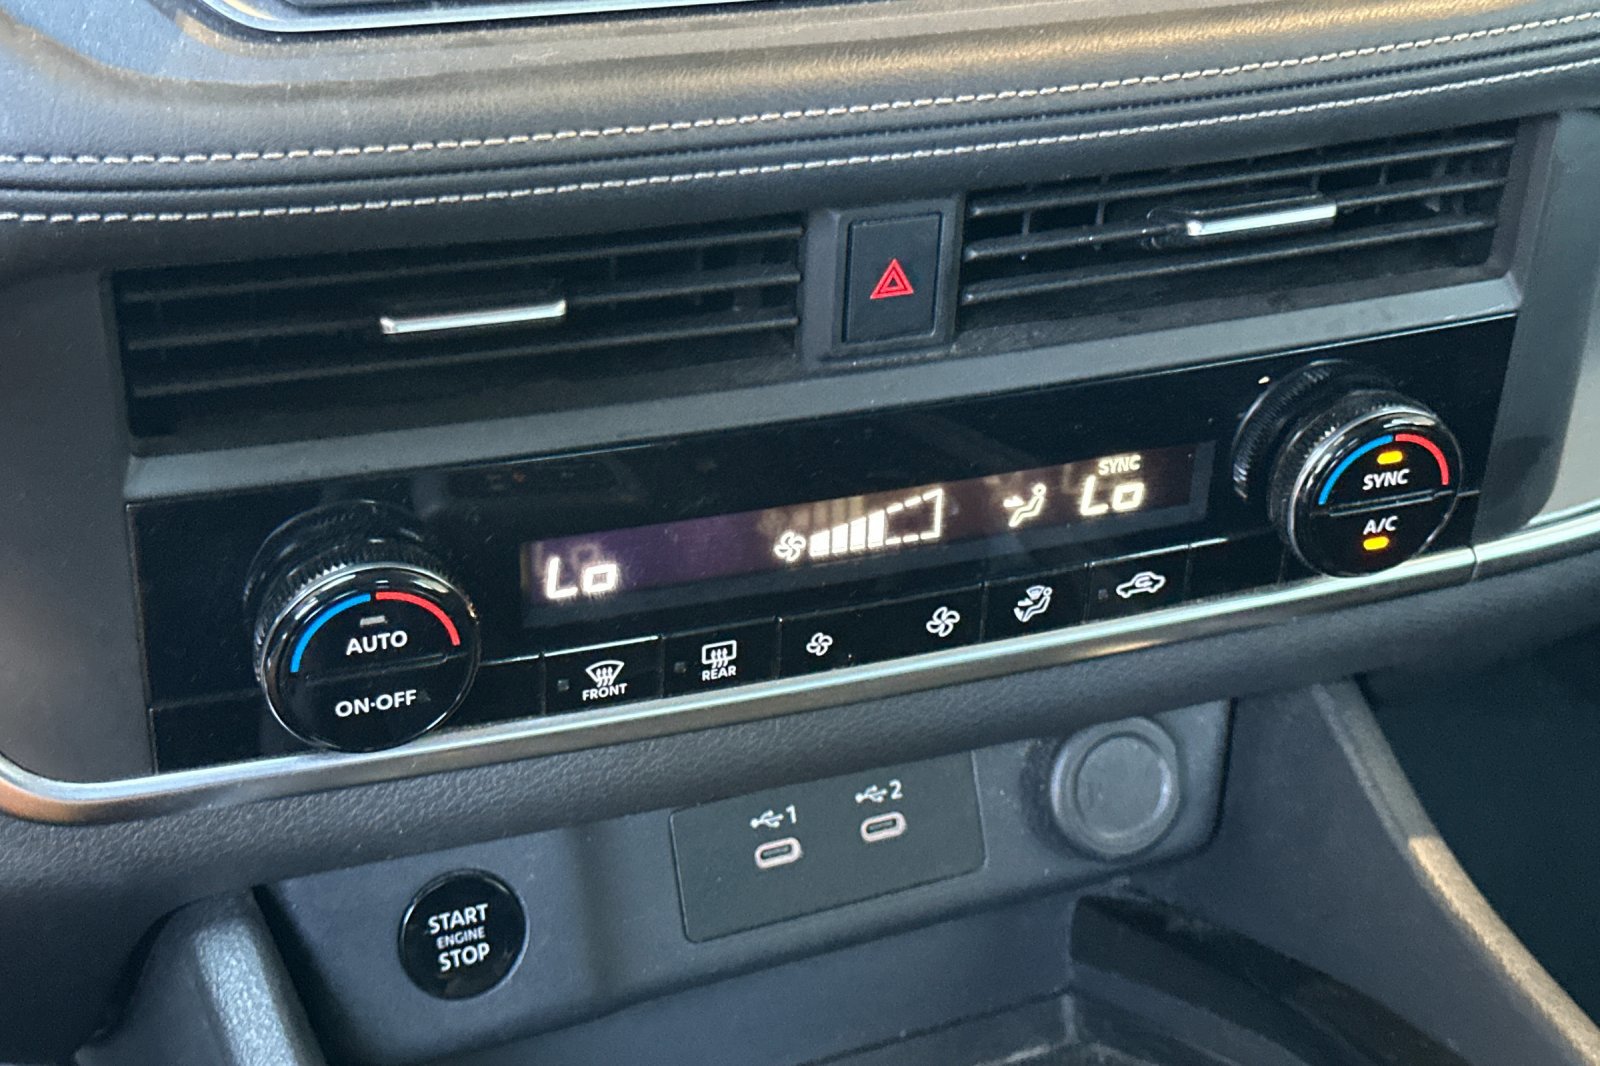 SYNC
Lo
Lo
SYNC
A/C
AUTO
ON·OFF
FRONT
REAR
1
2
START
ENGINE
STOP